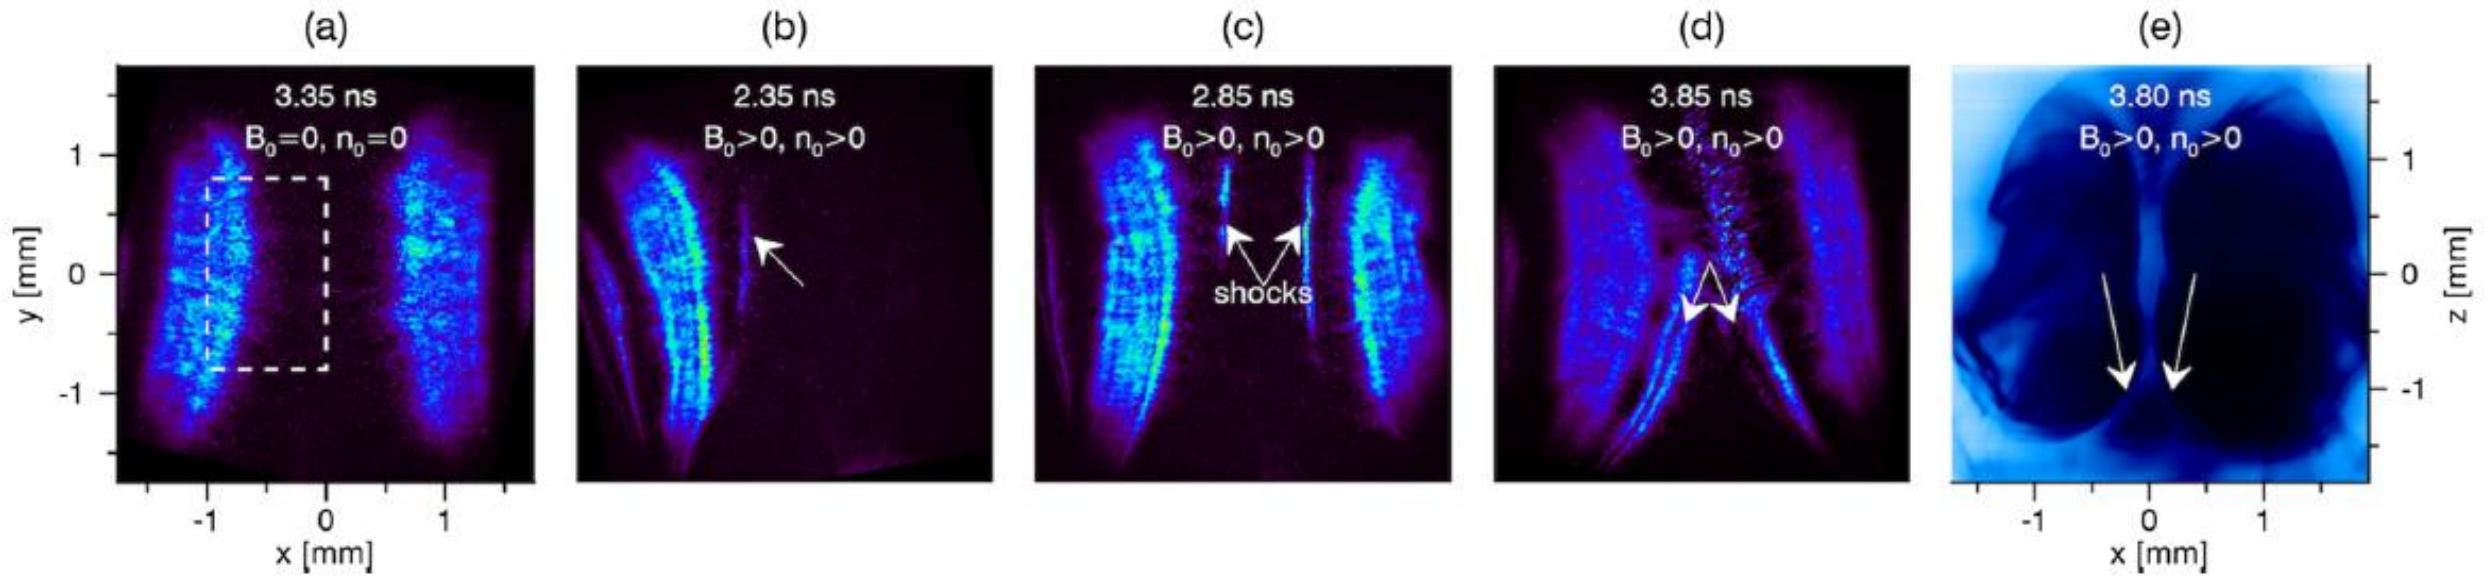 (a)
(b)
(c)
(d)
(e)
3.35 ns
B₀=0, n₀=0
2.35 ns
B₀>0, n₀>0
2.85 ns
B₀>0, n₀>0
shocks
3.85 ns
B₀>0, n₀>0
3.80 ns
B₀>0, n₀>0
y [mm]
1
0
-1
-1
0
1
x [mm]
1
0
-1
z [mm]
-1
0
1
x [mm]